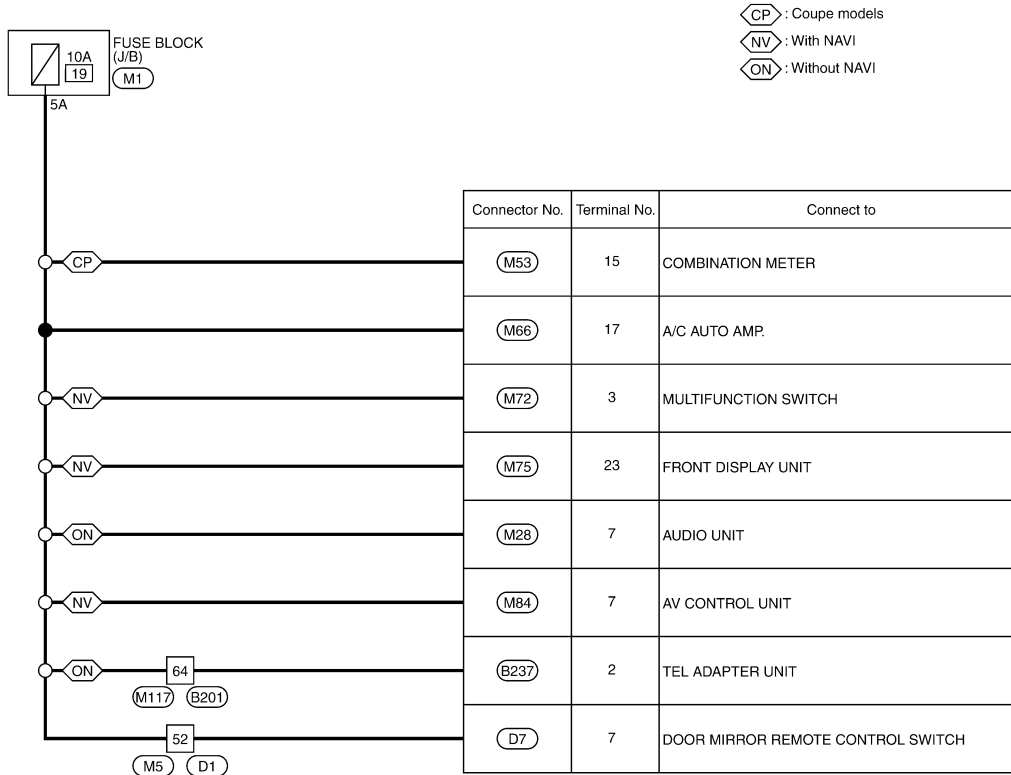 CP : Coupe models
NV : With NAVI
ON : Without NAVI
FUSE BLOCK
(J/B)
10A
19
M1
5A
Connector No. Terminal No. Connect to
CP M53 15 COMBINATION METER
M66 17 A/C AUTO AMP.
NV M72 3 MULTIFUNCTION SWITCH
NV M75 23 FRONT DISPLAY UNIT
ON M28 7 AUDIO UNIT
NV M84 7 AV CONTROL UNIT
ON 64 B237 2 TEL ADAPTER UNIT
M117 B201
52 D7 7 DOOR MIRROR REMOTE CONTROL SWITCH
M5 D1